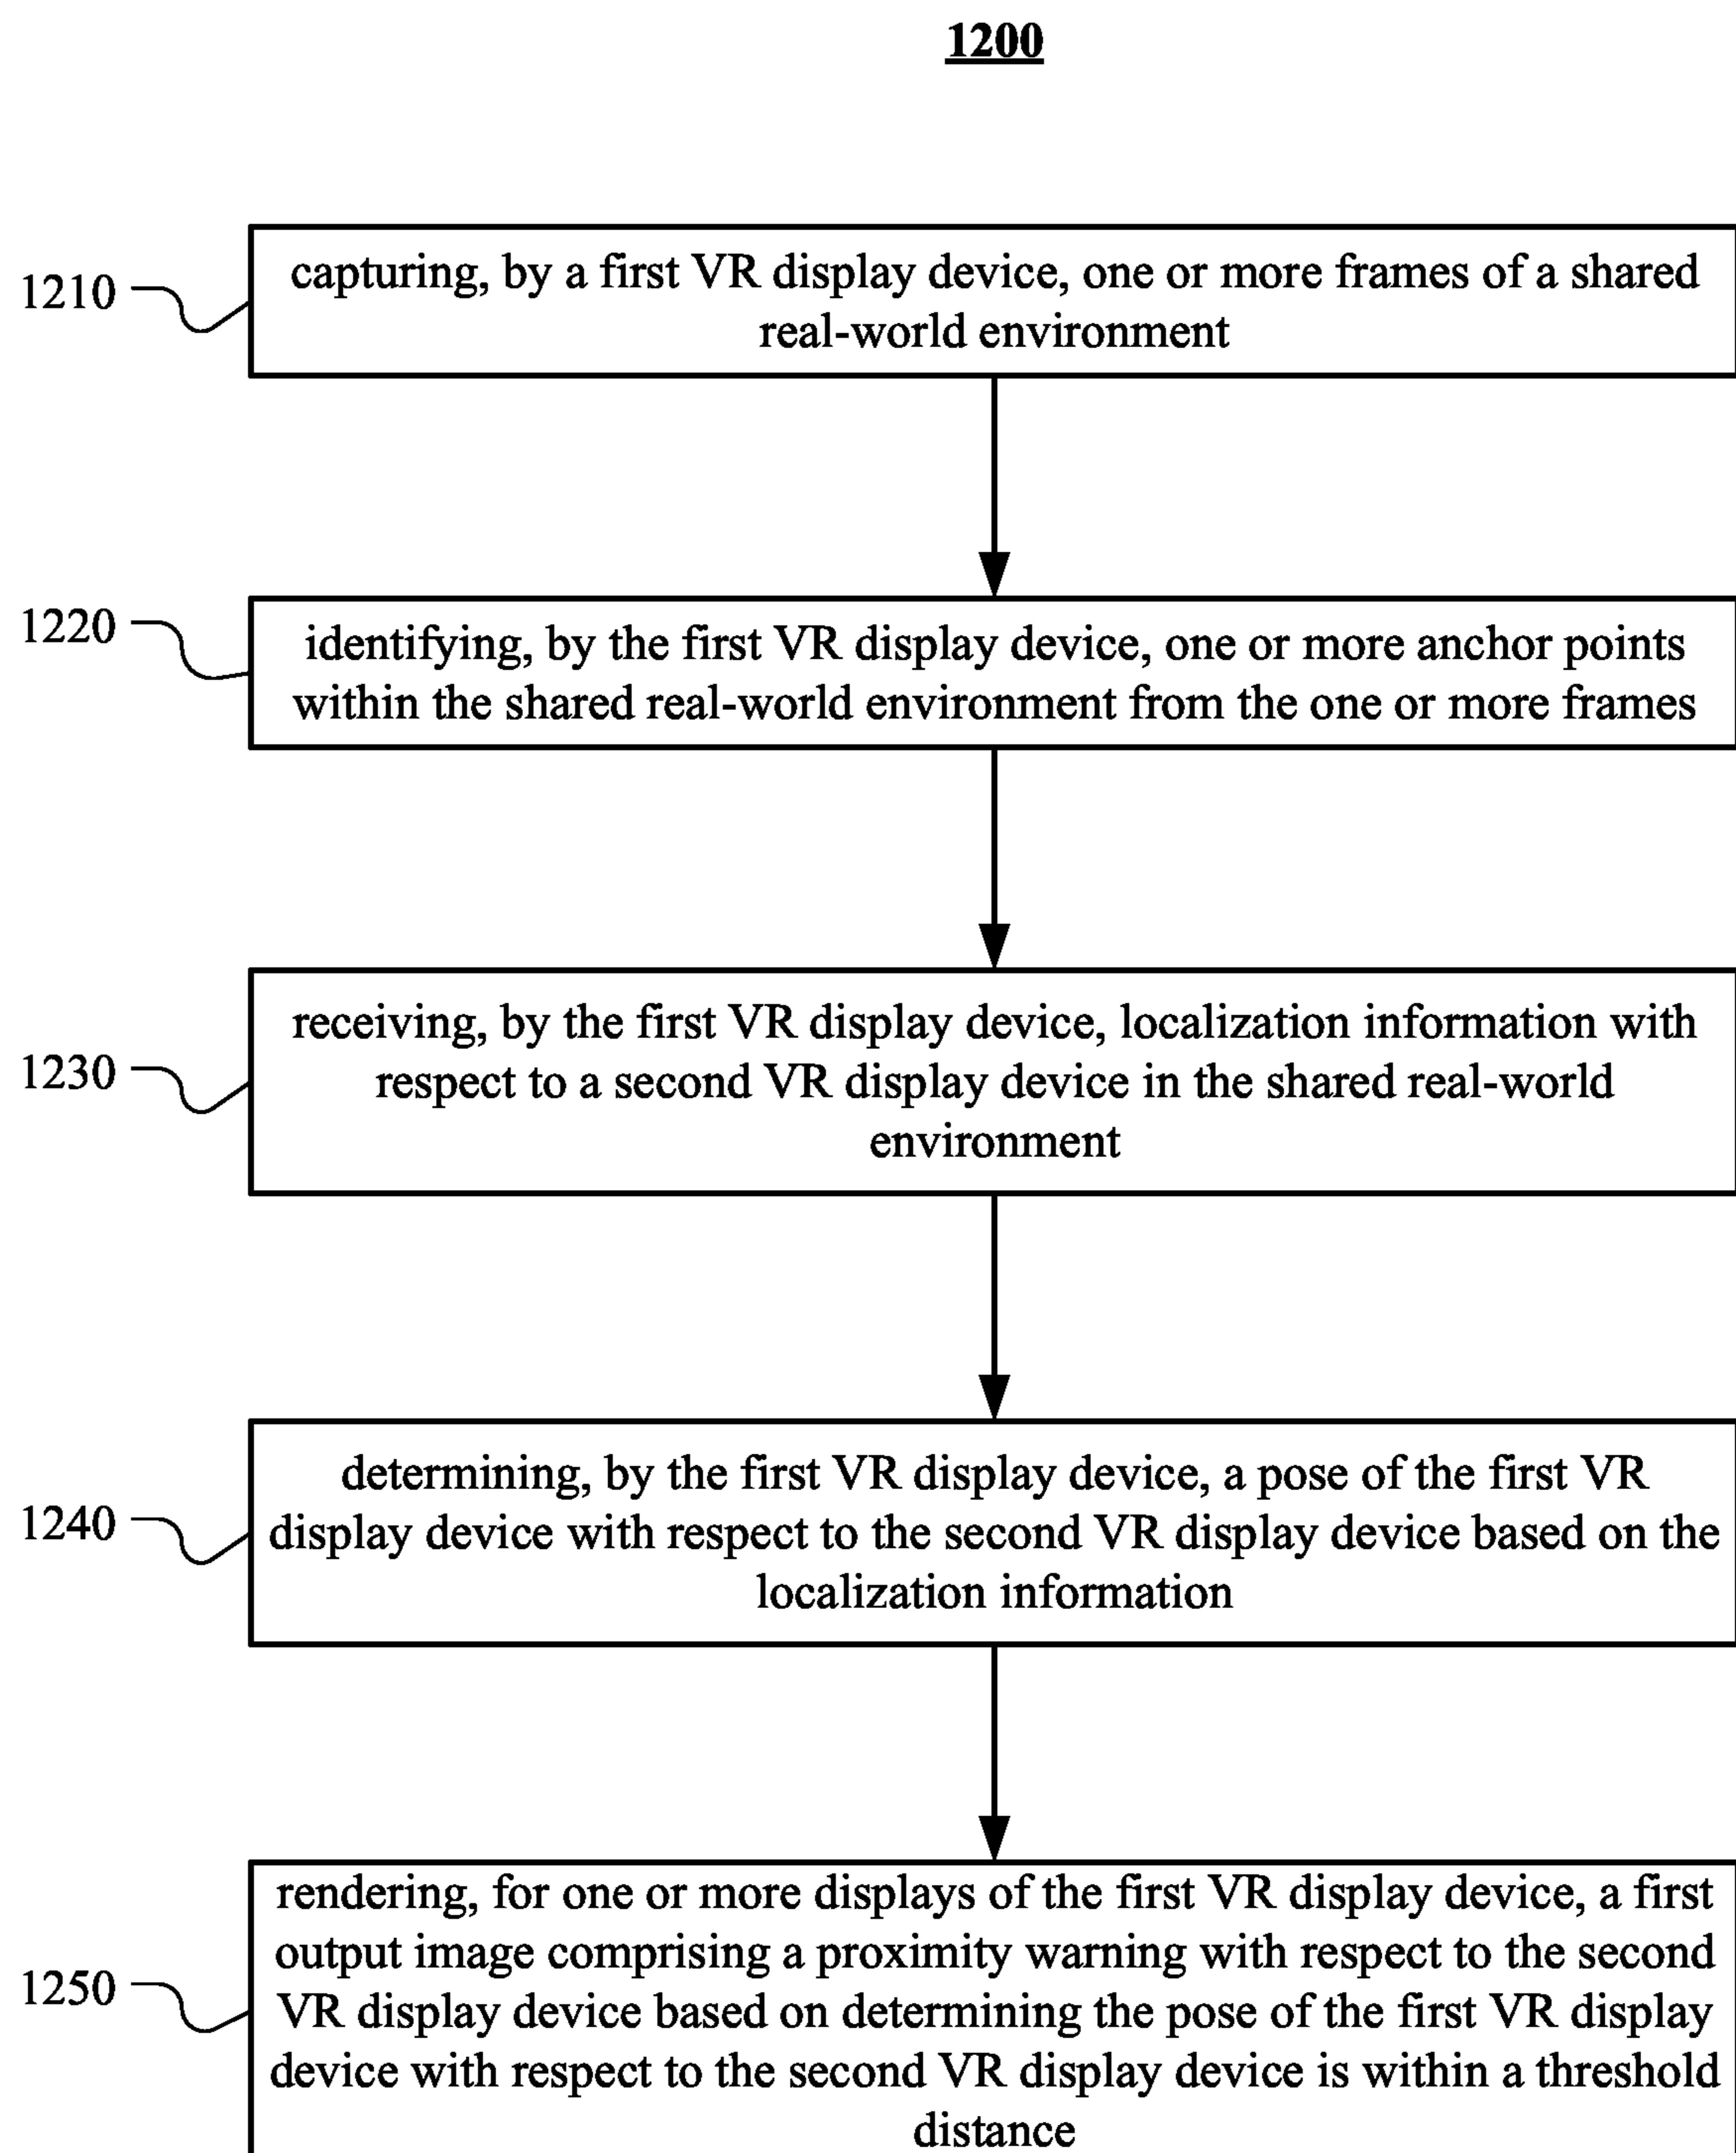 1200
1210
capturing, by a first VR display device, one or more frames of a shared
real-world environment
1220
identifying, by the first VR display device, one or more anchor points
within the shared real-world environment from the one or more frames
1230
receiving, by the first VR display device, localization information with
respect to a second VR display device in the shared real-world
environment
1240
determining, by the first VR display device, a pose of the first VR
display device with respect to the second VR display device based on the
localization information
1250
rendering, for one or more displays of the first VR display device, a first
output image comprising a proximity warning with respect to the second
VR display device based on determining the pose of the first VR display
device with respect to the second VR display device is within a threshold
distance